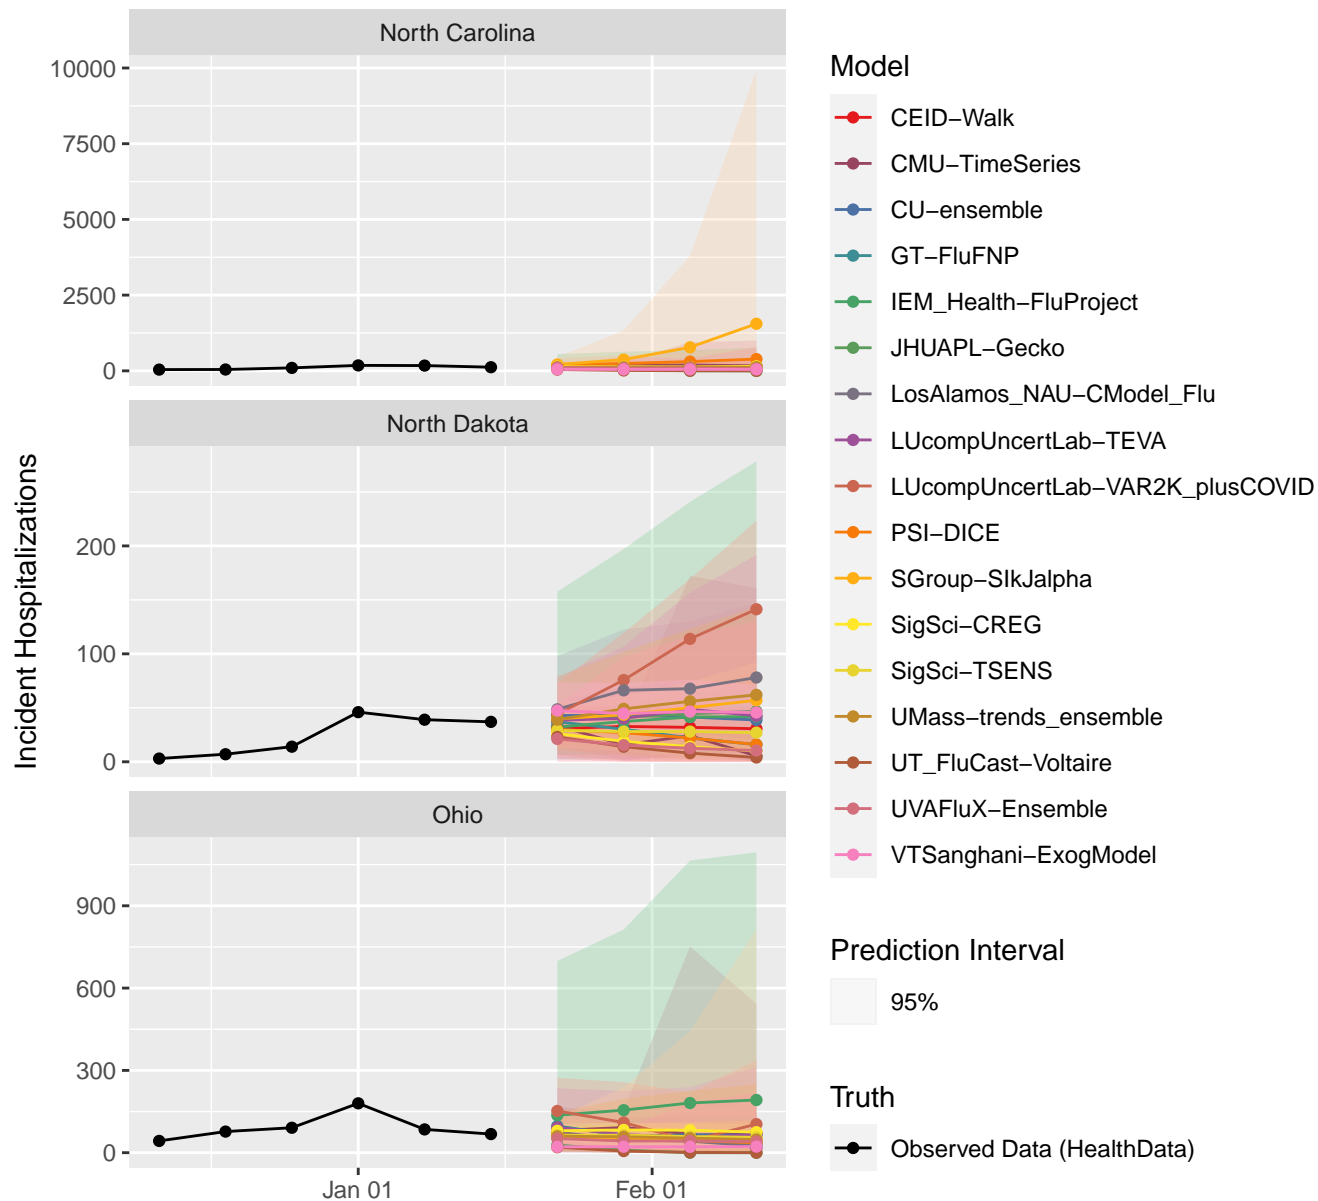 North Carolina
10000
7500
5000
2500
0
North Dakota
200
100
0
Ohio
900
600
300
0
Jan 01
Feb 01
Incident Hospitalizations
Model
CEID−Walk
CMU−TimeSeries
CU−ensemble
GT−FluFNP
IEM_Health−FluProject
JHUAPL−Gecko
LosAlamos_NAU−CModel_Flu
LUcompUncertLab−TEVA
LUcompUncertLab−VAR2K_plusCOVID
PSI−DICE
SGroup−SIkJalpha
SigSci−CREG
SigSci−TSENS
UMass−trends_ensemble
UT_FluCast−Voltaire
UVAFluX−Ensemble
VTSanghani−ExogModel
Prediction Interval
95%
Truth
Observed Data (HealthData)